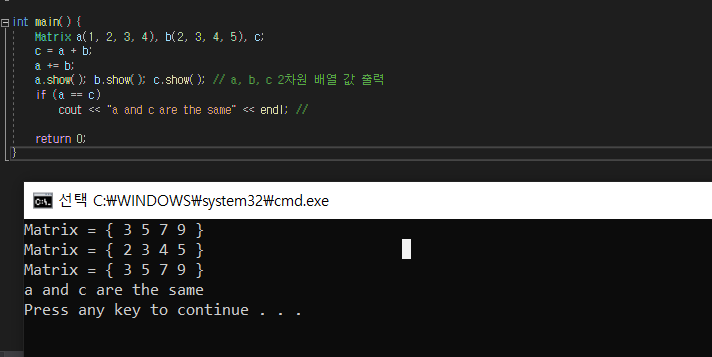 int main() {
Matrix a(1, 2, 3, 4), b(2, 3, 4, 5), c;
c = a + b;
a += b;
a.show(); b.show(); c.show(); // a, b, c 2차원 배열 값 출력
if (a == c)
cout << "a and c are the same" << endl; //
return 0;
}
선택 C:₩WINDOWS₩system32₩cmd.exe
Matrix = { 3 5 7 9 }
Matrix = { 2 3 4 5 }
Matrix = { 3 5 7 9 }
a and c are the same
Press any key to continue . . .